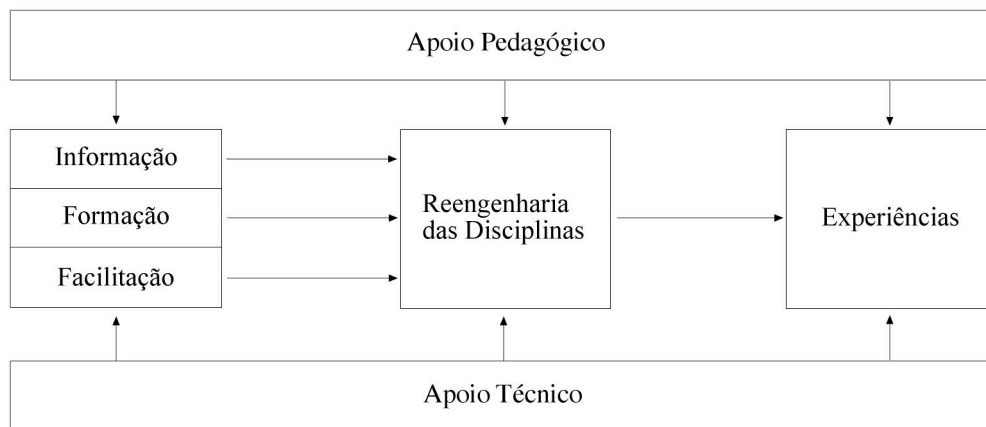 Apoio Pedagógico
Informação
Formação
Facilitação
Reengenharia
das Disciplinas
Experiências
Apoio Técnico